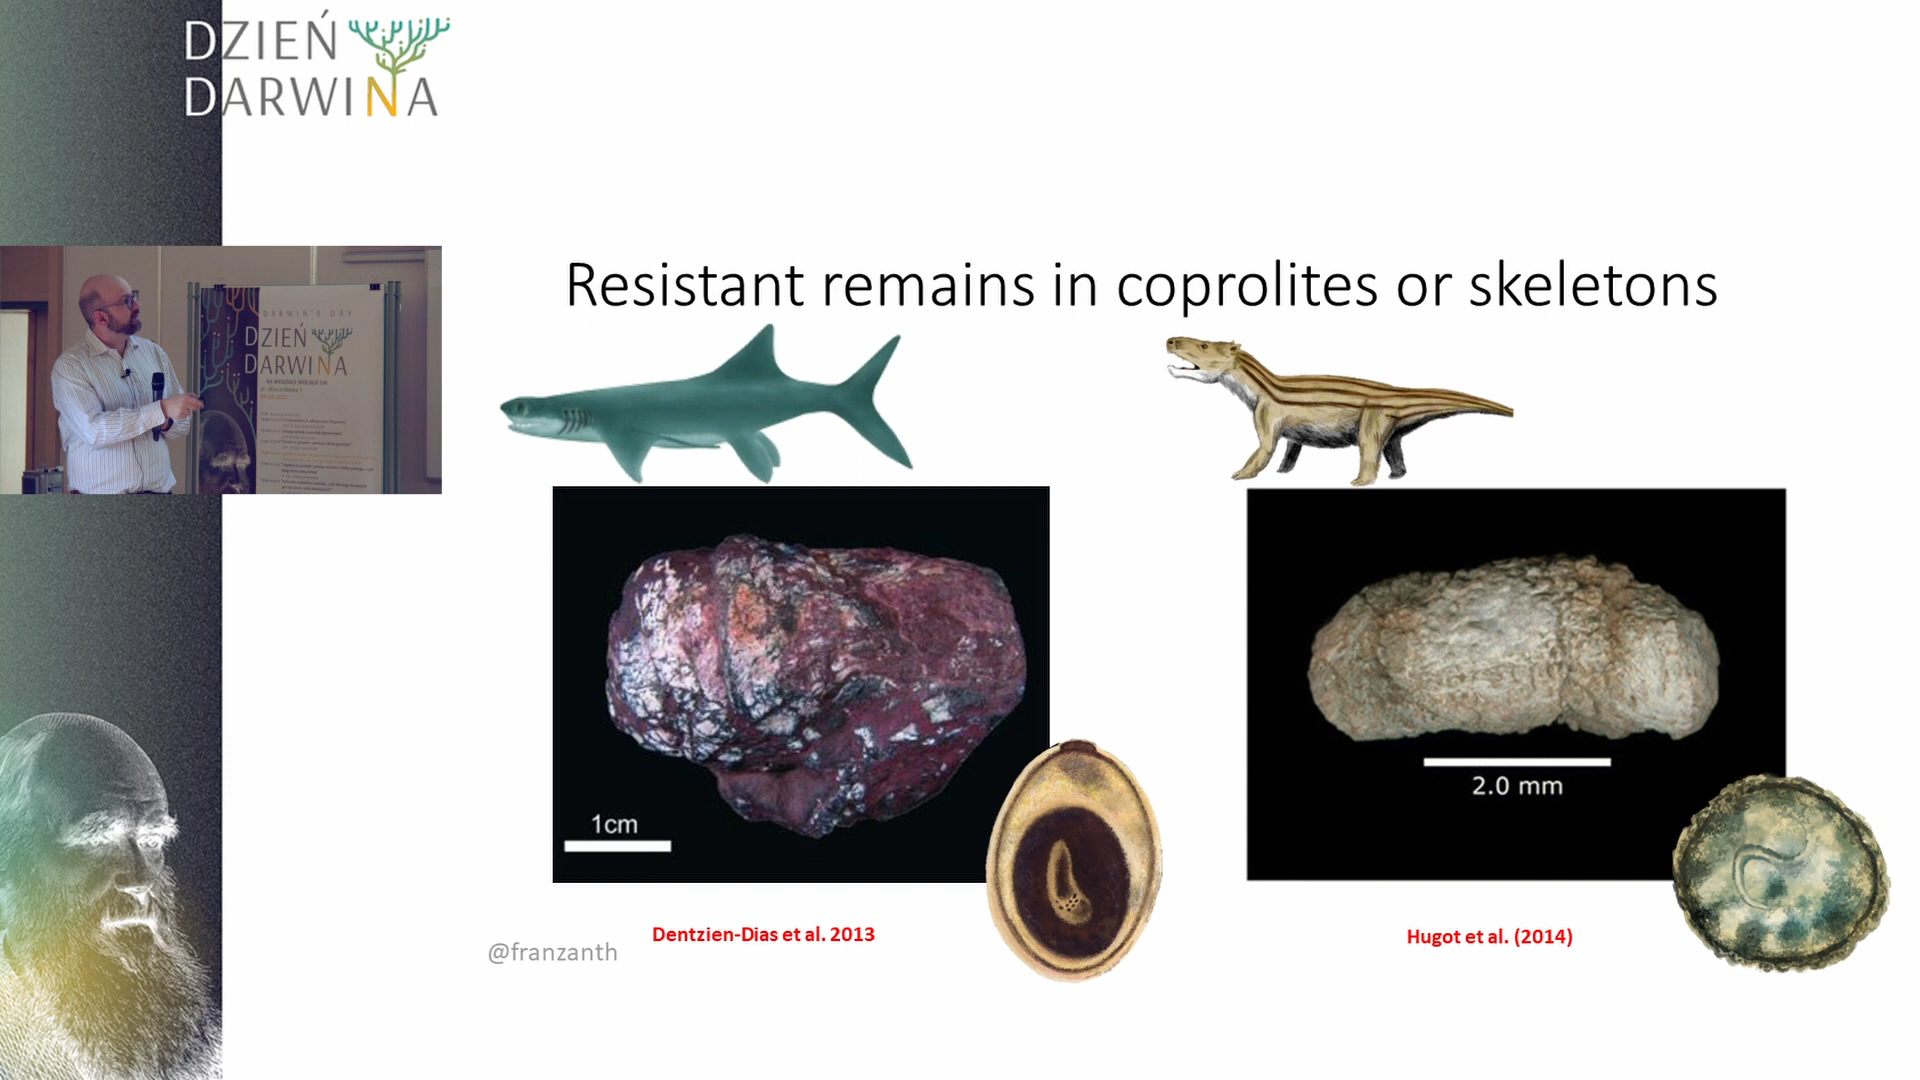 DZIEŃ
DARWINA
DARWIN'S DAY
DZIEŃ
DARWINA
Resistant remains in coprolites or skeletons
1cm
2.0 mm
Dentzien-Dias et al. 2013
Hugot et al. (2014)
@franzanth